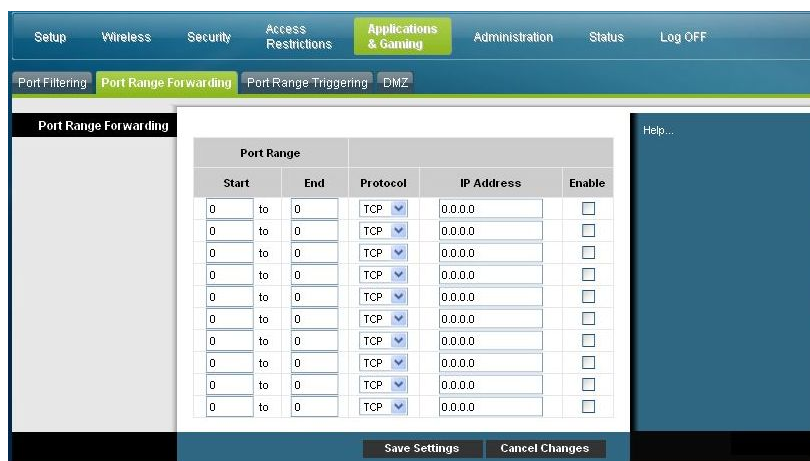 Setup Wireless Security Access Restrictions Applications & Gaming Administration Status Log OFF
Port Filtering Port Range Forwarding Port Range Triggering DMZ
Port Range Forwarding
Help...
Port Range
Start End Protocol IP Address Enable
0 to 0 TCP 0.0.0.0
0 to 0 TCP 0.0.0.0
0 to 0 TCP 0.0.0.0
0 to 0 TCP 0.0.0.0
0 to 0 TCP 0.0.0.0
0 to 0 TCP 0.0.0.0
0 to 0 TCP 0.0.0.0
0 to 0 TCP 0.0.0.0
0 to 0 TCP 0.0.0.0
0 to 0 TCP 0.0.0.0
Save Settings Cancel Changes